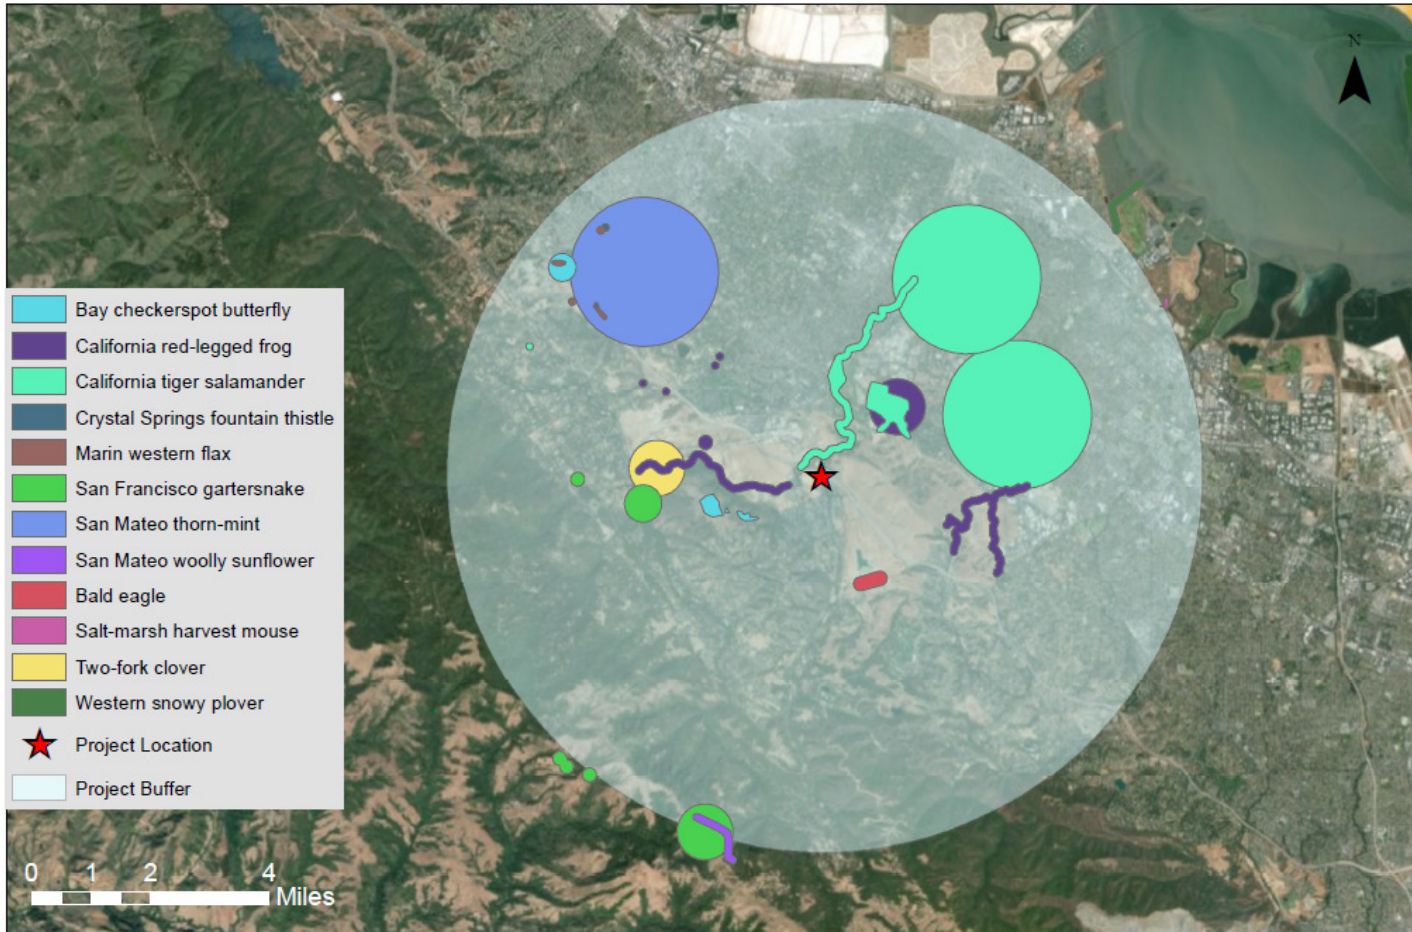 N
Bay checkerspot butterfly
California red-legged frog
California tiger salamander
Crystal Springs fountain thistle
Marin western flax
San Francisco gartersnake
San Mateo thorn-mint
San Mateo woolly sunflower
Bald eagle
Salt-marsh harvest mouse
Two-fork clover
Western snowy plover
Project Location
Project Buffer
0 1 2 4
Miles